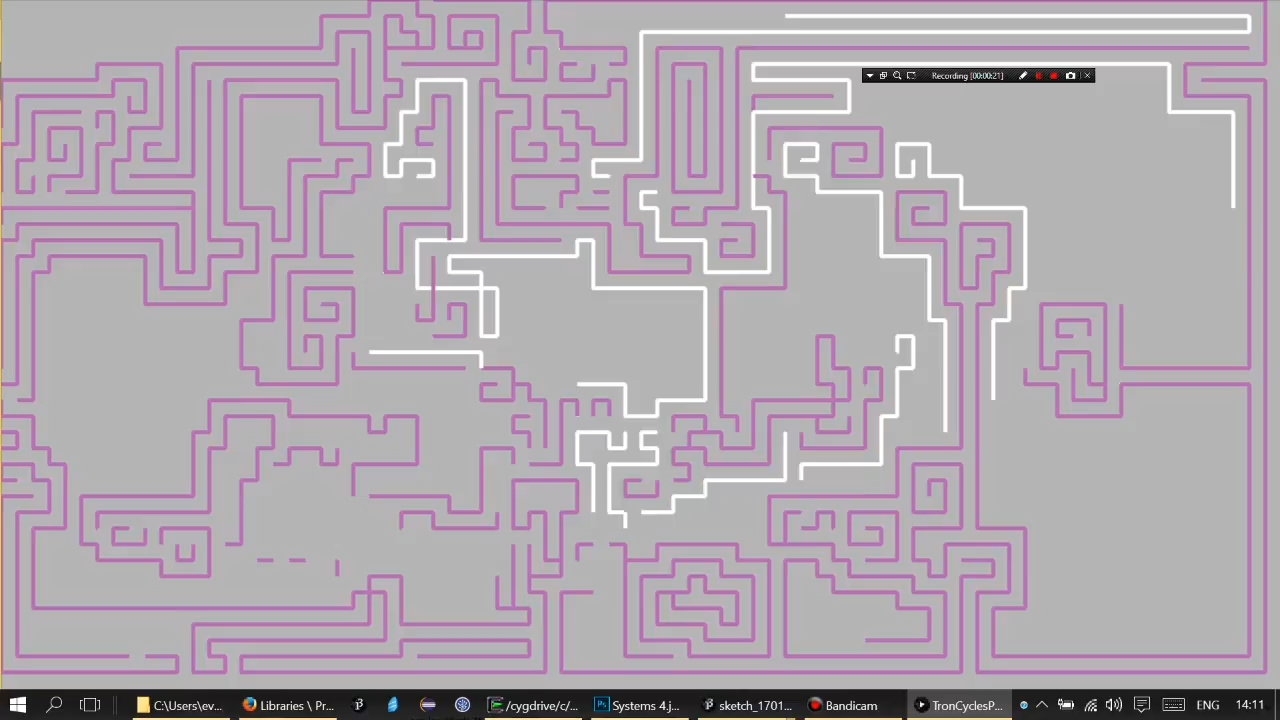 Recording [00:00:21]
C:\Users\ev...
Libraries \ Pr...
/cygdrive/c/...
Systems 4.j...
sketch_1701...
Bandicam
TronCyclesP...
ENG
14:11